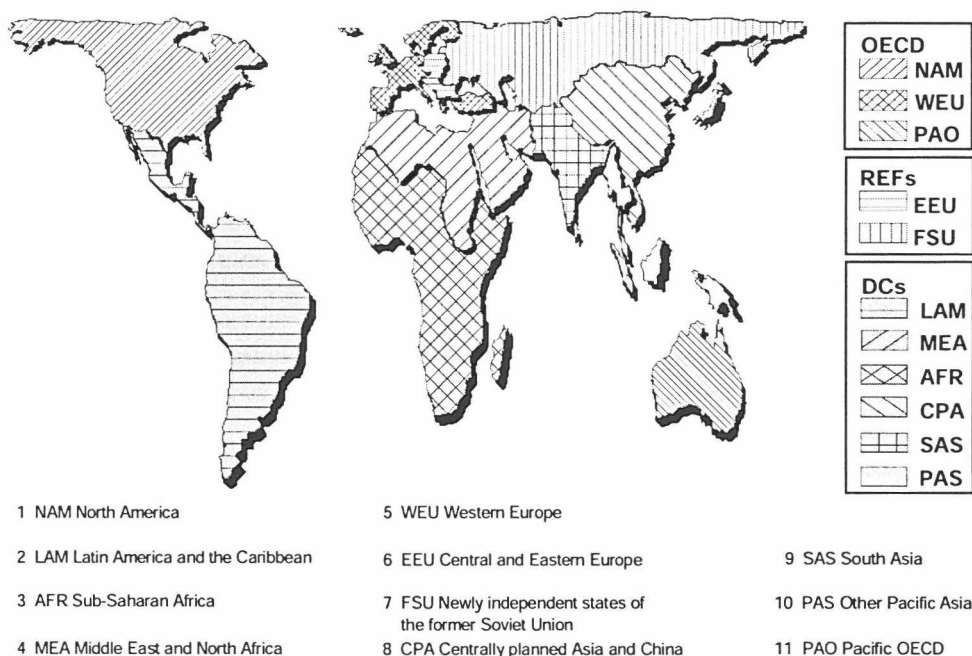 OECD
NAM
WEU
PAO
REFs
EEU
FSU
DCs
LAM
MEA
AFR
CPA
SAS
PAS
1 NAM North America
2 LAM Latin America and the Caribbean
3 AFR Sub-Saharan Africa
4 MEA Middle East and North Africa
5 WEU Western Europe
6 EEU Central and Eastern Europe
7 FSU Newly independent states of
the former Soviet Union
8 CPA Centrally planned Asia and China
9 SAS South Asia
10 PAS Other Pacific Asia
11 PAO Pacific OECD